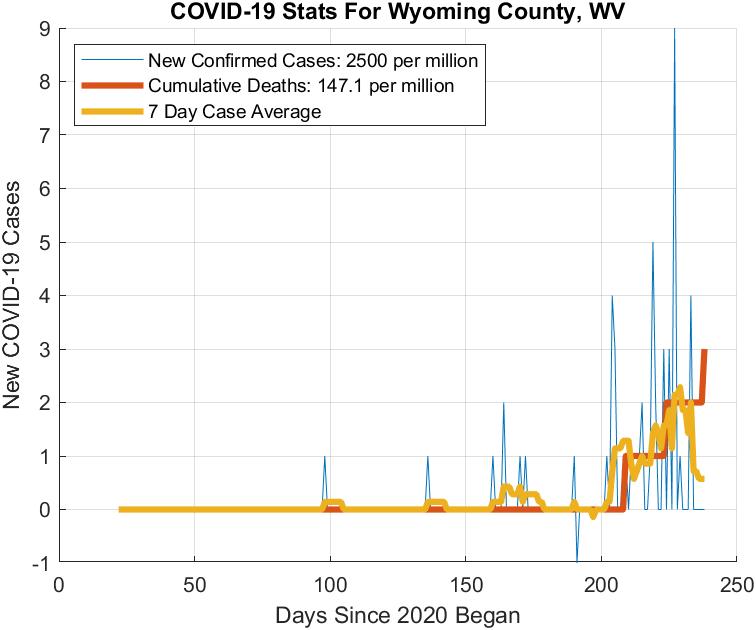 COVID-19 Stats For Wyoming County, WV
New Confirmed Cases: 2500 per million
Cumulative Deaths: 147.1 per million
7 Day Case Average
New COVID-19 Cases
9
8
7
6
5
4
3
2
1
0
-1
0 50 100 150 200 250
Days Since 2020 Began